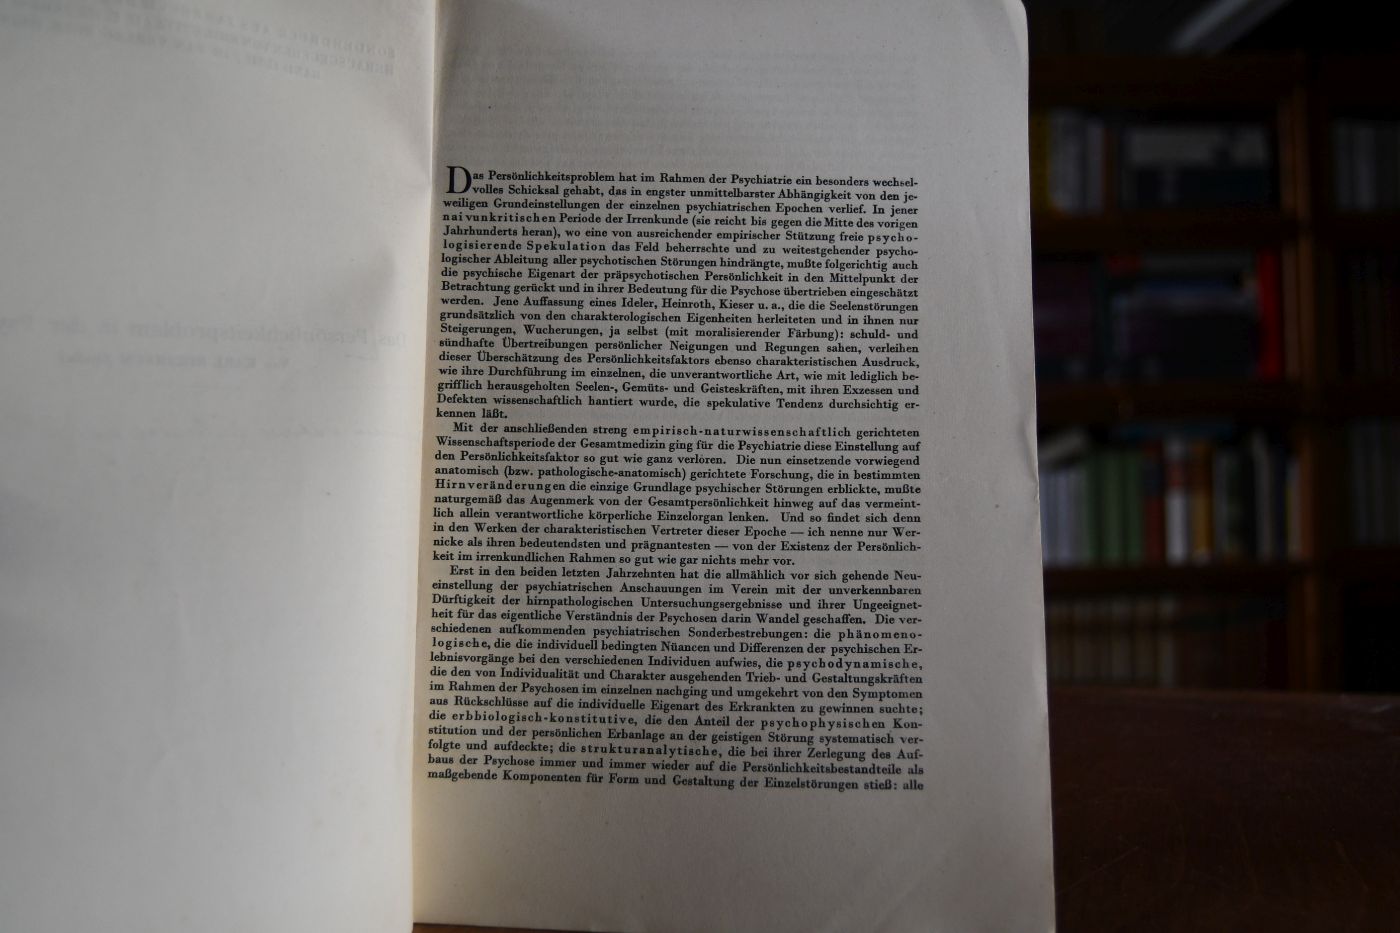 Das Persönlichkeitsproblem hat im Rahmen der Psychiatrie ein besonders wechsel-
volles Schicksal gehabt, das in engster unmittelbarster Abhängigkeit von den je-
weiligen Grundeinstellungen der einzelnen psychiatrischen Epochen verlief. In jener
naivunkritischen Periode der Irrenkunde (sie reicht bis gegen die Mitte des vorigen
Jahrhunderts heran), wo eine von ausreichender empirischer Stützung freie psycho-
logisierende Spekulation das Feld beherrschte und zu weitestgehender psycho-
logischer Ableitung aller psychotischen Störungen hindrängte, mußte folgerichtig auch
die psychische Eigenart der präpsychotischen Persönlichkeit in den Mittelpunkt der
Betrachtung gerückt und in ihrer Bedeutung für die Psychose übertrieben eingeschätzt
werden. Jene Auffassung eines Ideler, Heinroth, Kieser u. a., die die Seelenstörungen
grundsätzlich von den charakterologischen Eigenheiten herleiteten und in ihnen nur
Steigerungen, Wucherungen, ja selbst (mit moralisierender Färbung): schuld- und
sündhafte Übertreibungen persönlicher Neigungen und Regungen sahen, verleihen
dieser Überschätzung des Persönlichkeitsfaktors ebenso charakteristischen Ausdruck,
wie ihre Durchführung im einzelnen, die unverantwortliche Art, wie mit lediglich be-
grifflich herausgeholten Seelen-, Gemüts- und Geisteskräften, mit ihren Exzessen und
Defekten wissenschaftlich hantiert wurde, die spekulative Tendenz durchsichtig er-
kennen läßt.
Mit der anschließenden streng empirisch-naturwissenschaftlich gerichteten
Wissenschaftsperiode der Gesamtmedizin ging für die Psychiatrie diese Einstellung auf
den Persönlichkeitsfaktor so gut wie ganz verloren. Die nun einsetzende vorwiegend
anatomisch (bzw. pathologische-anatomisch) gerichtete Forschung, die in bestimmten
Hirnveränderungen die einzige Grundlage psychischer Störungen erblickte, mußte
naturgemäß das Augenmerk von der Gesamtpersönlichkeit hinweg auf das vermeint-
lich allein verantwortliche körperliche Einzelorgan lenken. Und so findet sich denn
in den Werken der charakteristischen Vertreter dieser Epoche — ich nenne nur Wer-
nicke als ihren bedeutendsten und prägnantesten — von der Existenz der Persönlich-
keit im irrenkundlichen Rahmen so gut wie gar nichts mehr vor.
Erst in den beiden letzten Jahrzehnten hat die allmählich vor sich gehende Neu-
einstellung der psychiatrischen Anschauungen im Verein mit der unverkennbaren
Dürftigkeit der hirnpathologischen Untersuchungsergebnisse und ihrer Ungeeignet-
heit für das eigentliche Verständnis der Psychosen darin Wandel geschaffen. Die ver-
schiedenen aufkommenden psychiatrischen Sonderbestrebungen: die phänomeno-
logische, die die individuell bedingten Nüancen und Differenzen der psychischen Er-
lebnisvorgänge bei den verschiedenen Individuen aufwies, die psychodynamische,
die den von Individualität und Charakter ausgehenden Trieb- und Gestaltungskräften
im Rahmen der Psychosen im einzelnen nachging und umgekehrt von den Symptomen
aus Rückschlüsse auf die individuelle Eigenart des Erkrankten zu gewinnen suchte;
die erbbiologisch-konstitutive, die den Anteil der psychophysischen Kon-
stitution und der persönlichen Erbanlage an der geistigen Störung systematisch ver-
folgte und aufdeckte; die strukturanalytische, die bei ihrer Zerlegung des Auf-
baus der Psychose immer und immer wieder auf die Persönlichkeitsbestandteile als
maßgebende Komponenten für Form und Gestaltung der Einzelstörungen stieß: alle